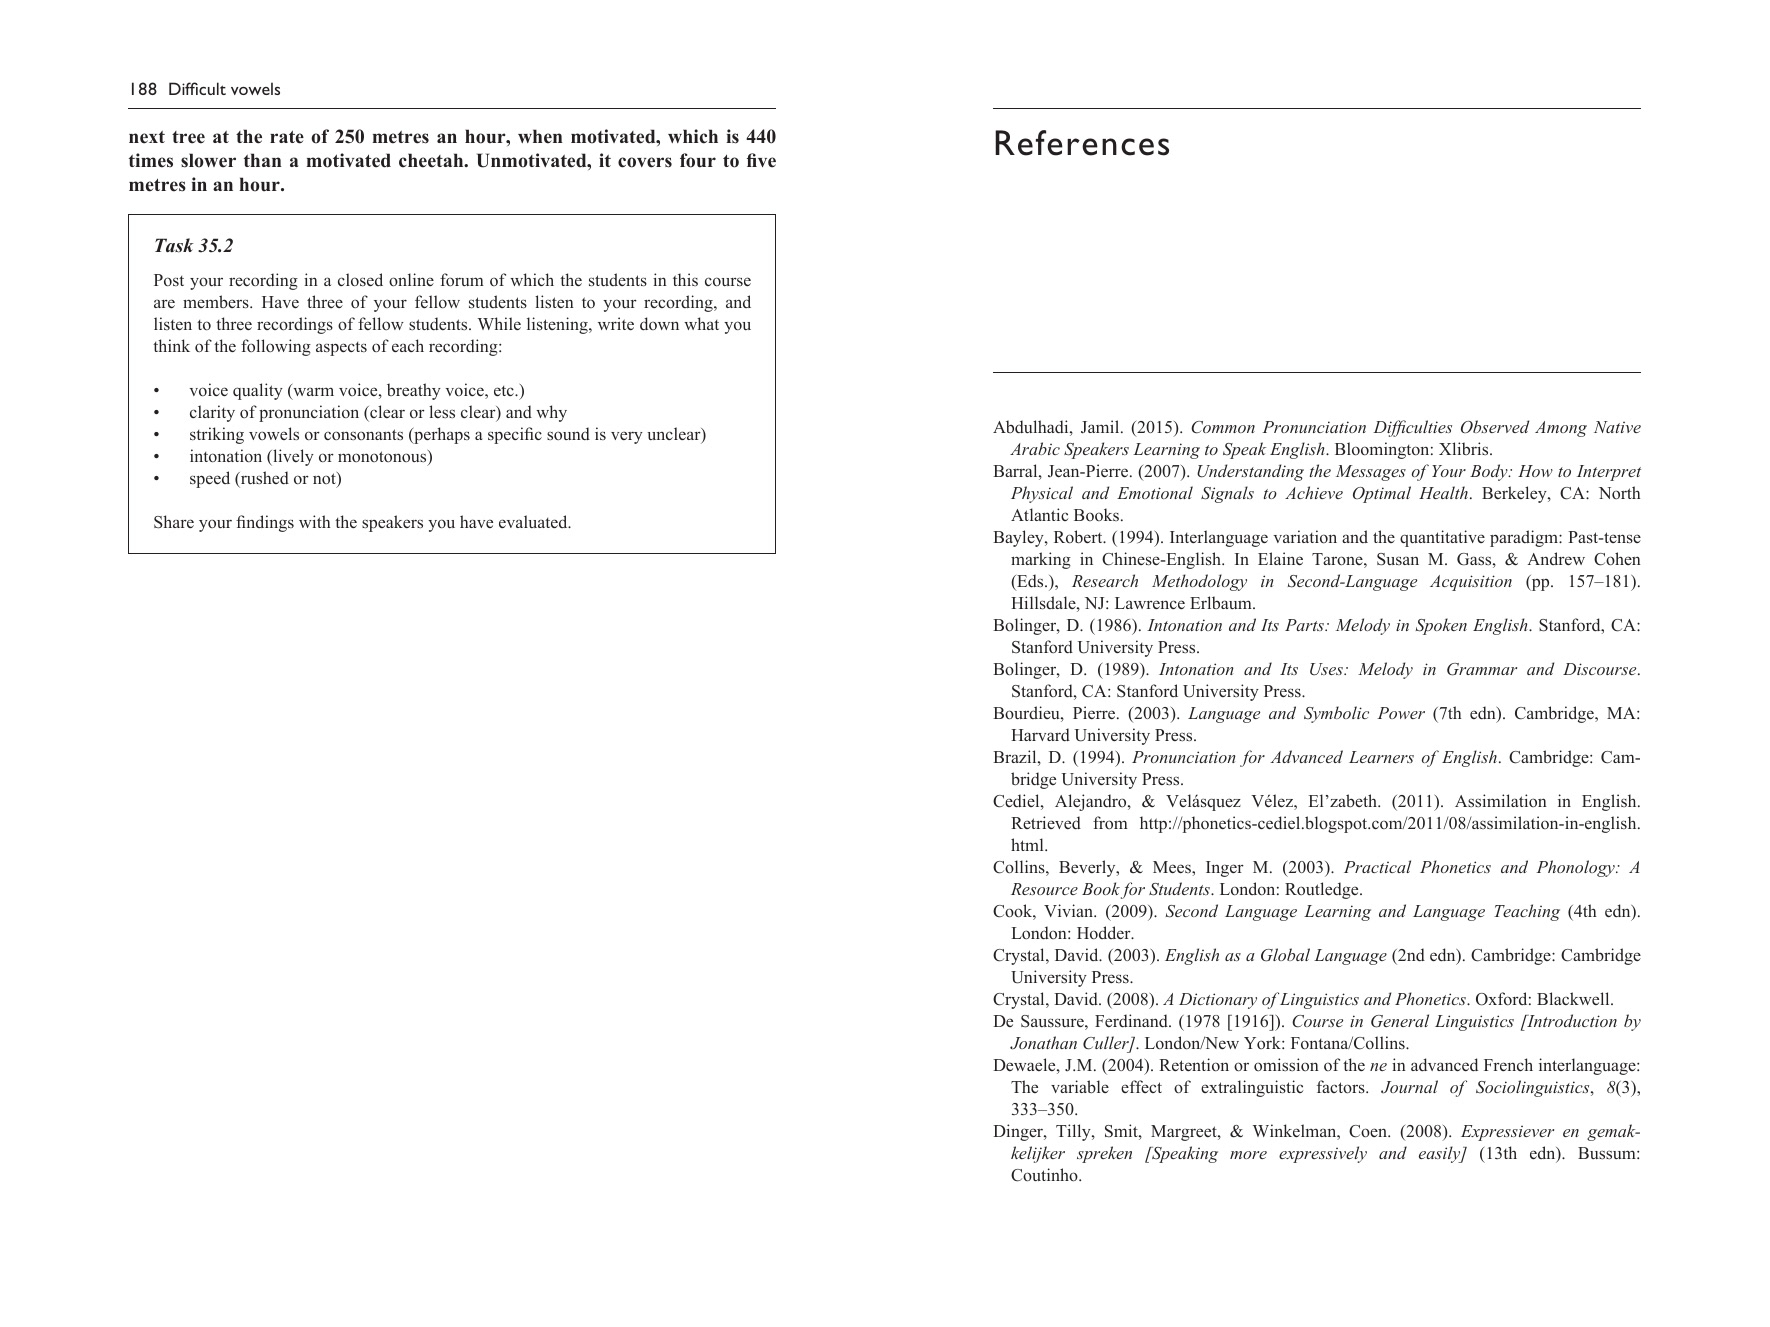 188 Difficult vowels
next tree at the rate of 250 metres an hour, when motivated, which is 440
times slower than a motivated cheetah. Unmotivated, it covers four to five
metres in an hour.
Task 35.2
Post your recording in a closed online forum of which the students in this course
are members. Have three of your fellow students listen to your recording, and
listen to three recordings of fellow students. While listening, write down what you
think of the following aspects of each recording:
• voice quality (warm voice, breathy voice, etc.)
• clarity of pronunciation (clear or less clear) and why
• striking vowels or consonants (perhaps a specific sound is very unclear)
• intonation (lively or monotonous)
• speed (rushed or not)
Share your findings with the speakers you have evaluated.
References
Abdulhadi, Jamil. (2015). Common Pronunciation Difficulties Observed Among Native
Arabic Speakers Learning to Speak English. Bloomington: Xlibris.
Barral, Jean-Pierre. (2007). Understanding the Messages of Your Body: How to Interpret
Physical and Emotional Signals to Achieve Optimal Health. Berkeley, CA: North
Atlantic Books.
Bayley, Robert. (1994). Interlanguage variation and the quantitative paradigm: Past-tense
marking in Chinese-English. In Elaine Tarone, Susan M. Gass, & Andrew Cohen
(Eds.), Research Methodology in Second-Language Acquisition (pp. 157–181).
Hillsdale, NJ: Lawrence Erlbaum.
Bolinger, D. (1986). Intonation and Its Parts: Melody in Spoken English. Stanford, CA:
Stanford University Press.
Bolinger, D. (1989). Intonation and Its Uses: Melody in Grammar and Discourse.
Stanford, CA: Stanford University Press.
Bourdieu, Pierre. (2003). Language and Symbolic Power (7th edn). Cambridge, MA:
Harvard University Press.
Brazil, D. (1994). Pronunciation for Advanced Learners of English. Cambridge: Cam-
bridge University Press.
Cediel, Alejandro, & Velásquez Vélez, El’zabeth. (2011). Assimilation in English.
Retrieved from http://phonetics-cediel.blogspot.com/2011/08/assimilation-in-english.
html.
Collins, Beverly, & Mees, Inger M. (2003). Practical Phonetics and Phonology: A
Resource Book for Students. London: Routledge.
Cook, Vivian. (2009). Second Language Learning and Language Teaching (4th edn).
London: Hodder.
Crystal, David. (2003). English as a Global Language (2nd edn). Cambridge: Cambridge
University Press.
Crystal, David. (2008). A Dictionary of Linguistics and Phonetics. Oxford: Blackwell.
De Saussure, Ferdinand. (1978 [1916]). Course in General Linguistics [Introduction by
Jonathan Culler]. London/New York: Fontana/Collins.
Dewaele, J.M. (2004). Retention or omission of the ne in advanced French interlanguage:
The variable effect of extralinguistic factors. Journal of Sociolinguistics, 8(3),
333–350.
Dinger, Tilly, Smit, Margreet, & Winkelman, Coen. (2008). Expressiever en gemak-
kelijker spreken [Speaking more expressively and easily] (13th edn). Bussum:
Coutinho.